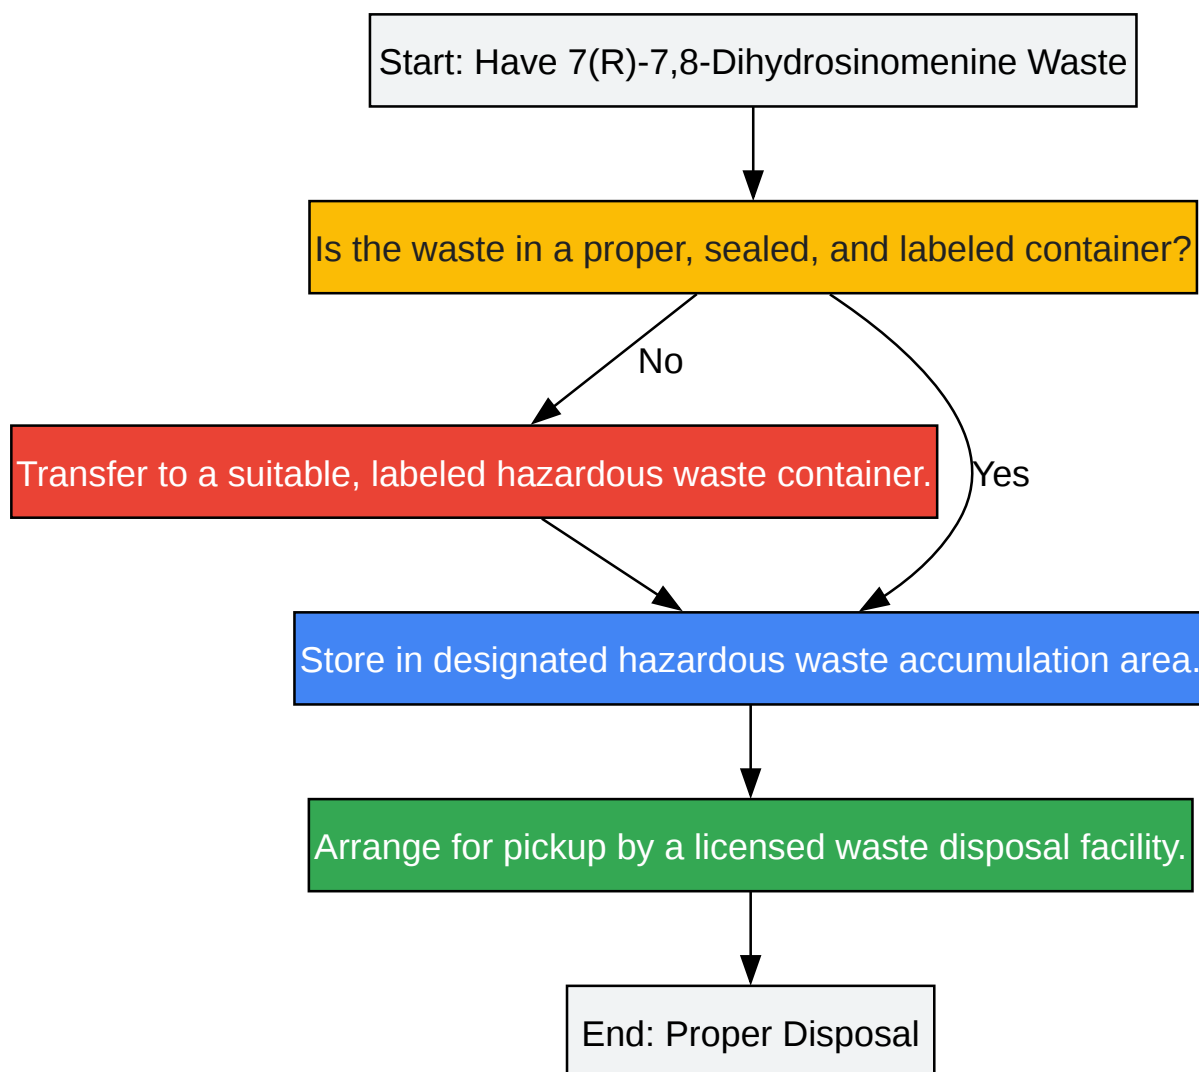 Start: Have 7(R)-7,8-Dihydrosinomenine Waste
Is the waste in a proper, sealed, and labeled container?
No
Transfer to a suitable, labeled hazardous waste container.
Yes
Store in designated hazardous waste accumulation area.
Arrange for pickup by a licensed waste disposal facility.
End: Proper Disposal